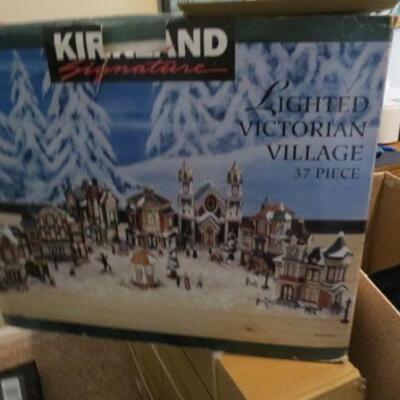 KIRKLAND
Signature
LIGHTED
VICTORIAN
VILLAGE
37 PIECE